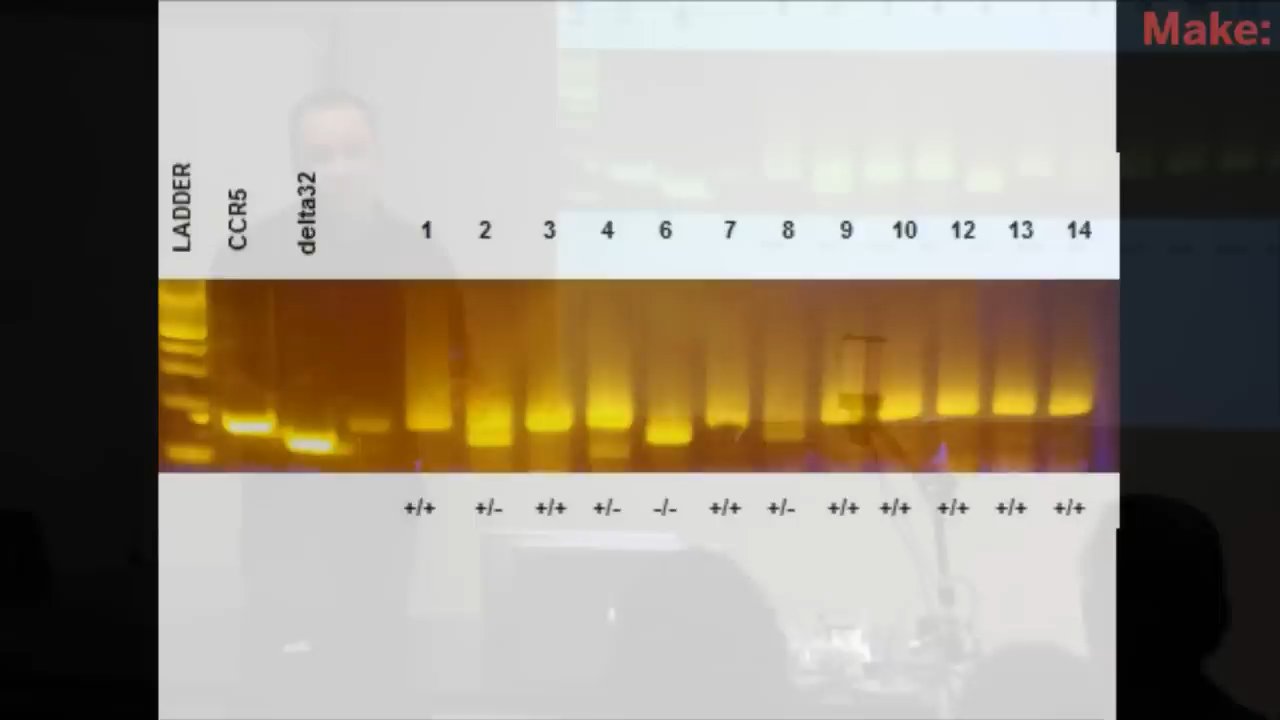 Make:
LADDER CCR5 delta32 1 2 3 4 6 7 8 9 10 12 13 14
+/+ +/- +/+ +/- -/- +/+ +/- +/+ +/+ +/+ +/+ +/+